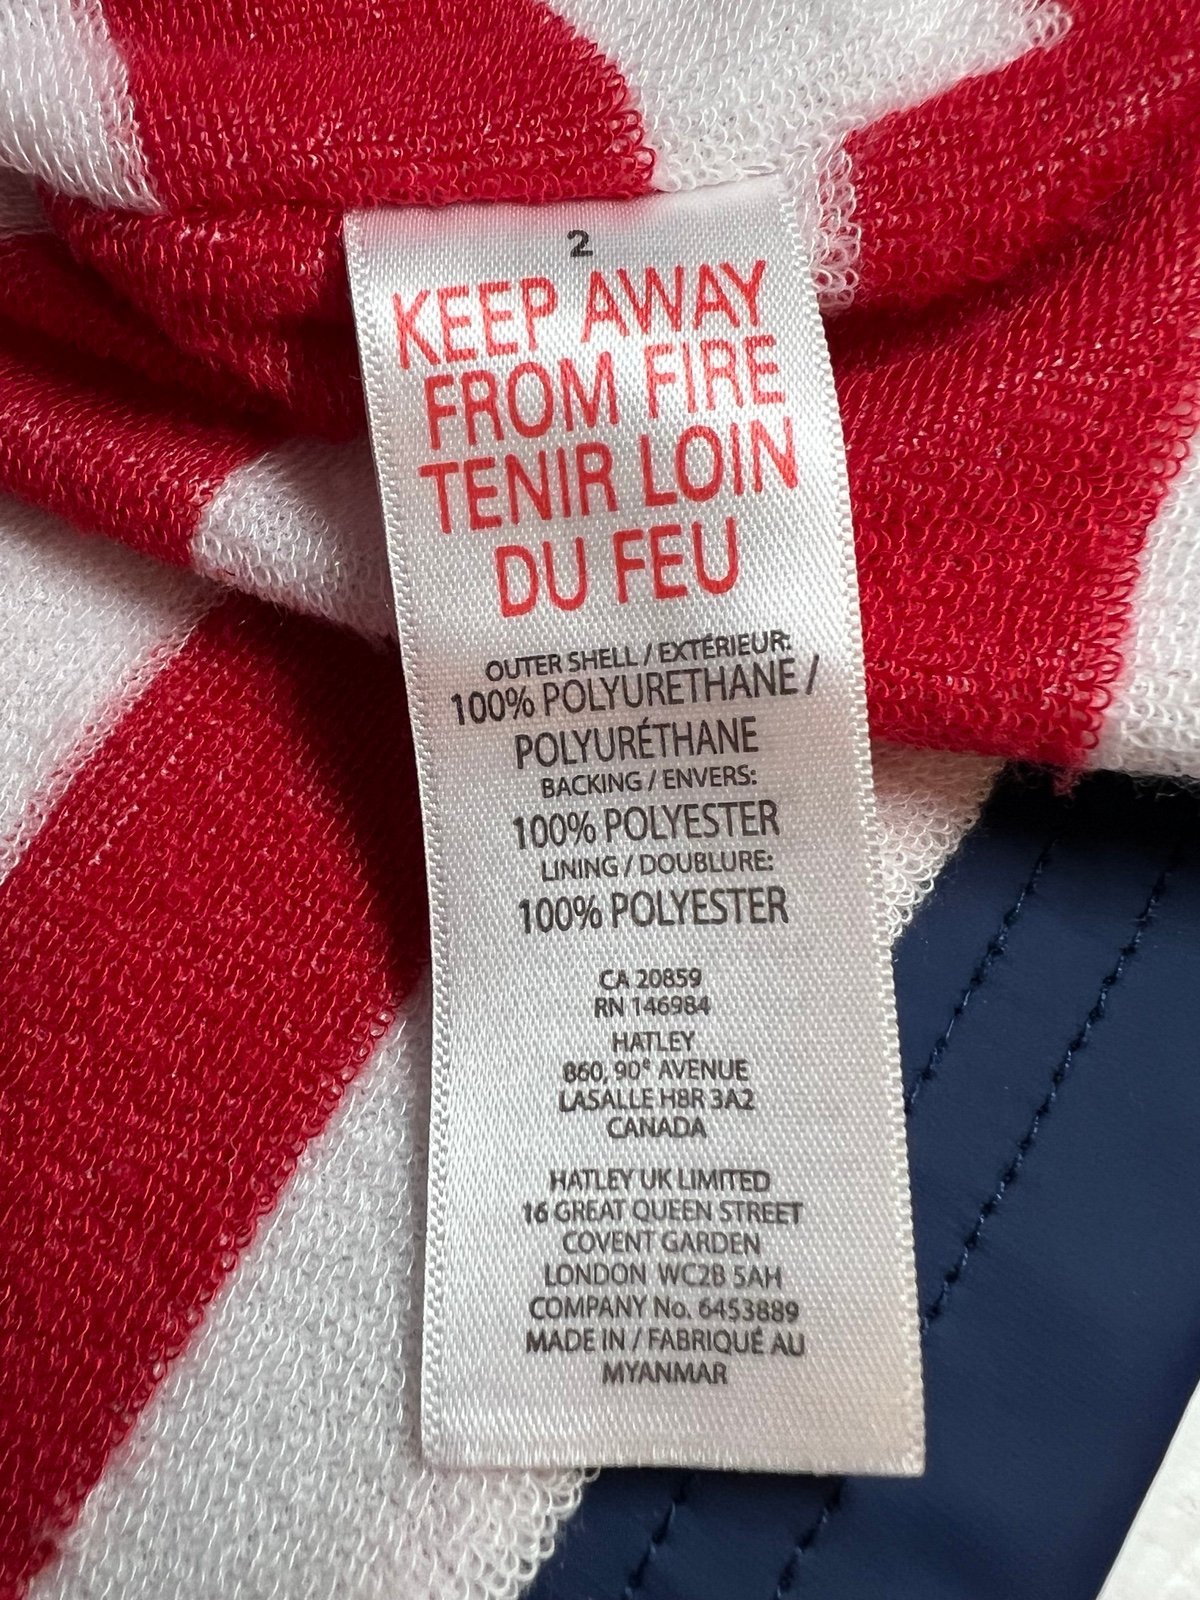 2
KEEP AWAY
FROM FIRE
TENIR LOIN
DU FEU
OUTER SHELL / EXTÉRIEUR:
100% POLYURETHANE /
POLYURÉTHANE
BACKING / ENVERS:
100% POLYESTER
LINING / DOUBLURE:
100% POLYESTER
CA 20859
RN 146984
HATLEY
860, 90ᵉ AVENUE
LASALLE H8R 3A2
CANADA
HATLEY UK LIMITED
16 GREAT QUEEN STREET
COVENT GARDEN
LONDON WC2B 5AH
COMPANY No. 6453889
MADE IN / FABRIQUÉ AU
MYANMAR